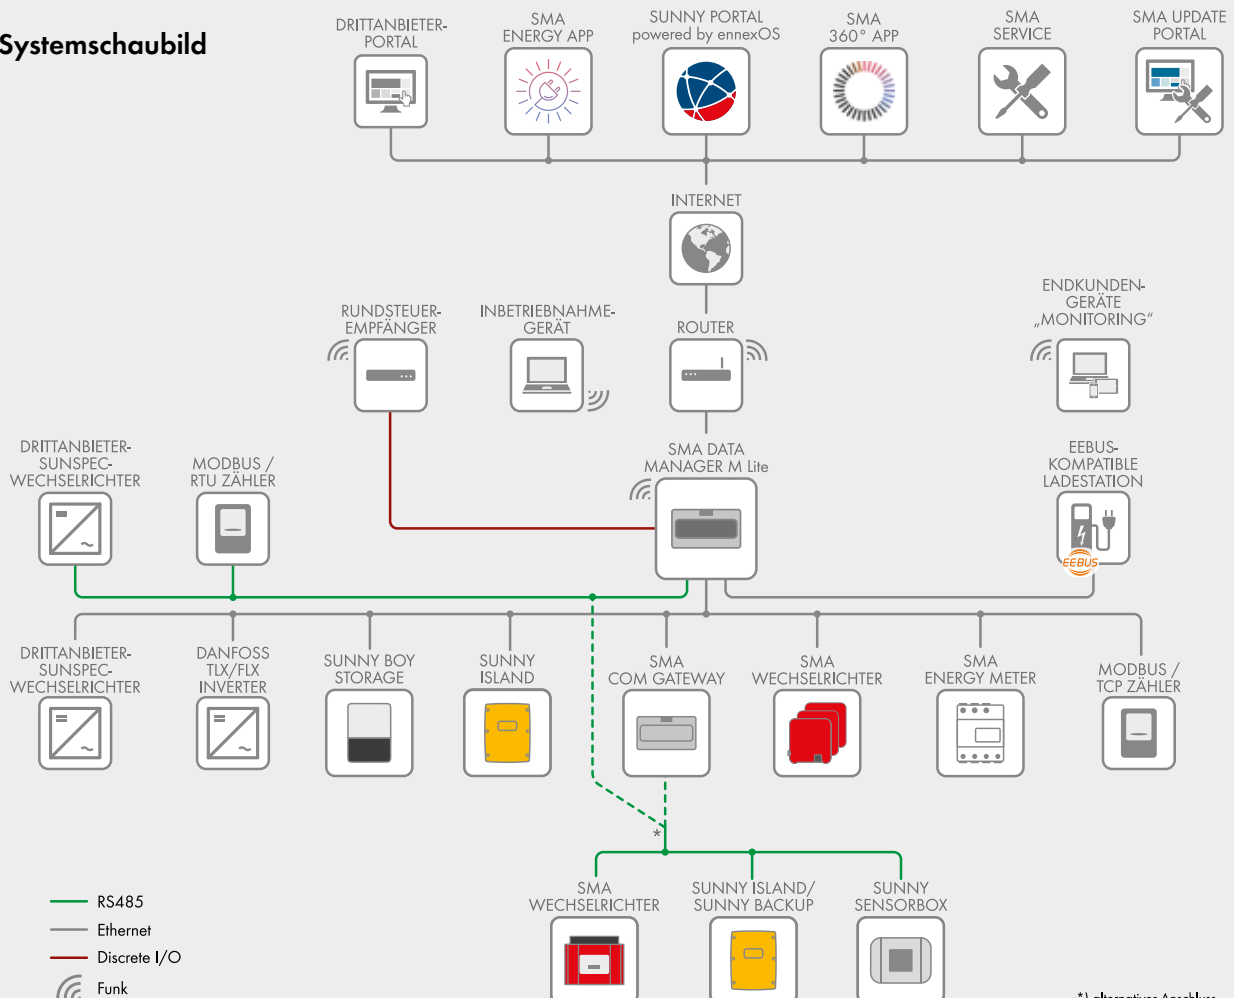 Systemschaubild
DRITTANBIETER-
PORTAL
SMA
ENERGY APP
SUNNY PORTAL
powered by ennexOS
SMA
360° APP
SMA
SERVICE
SMA UPDATE
PORTAL
INTERNET
RUNDSTEUER-
EMPFÄNGER
INBETRIEBNAHME-
GERÄT
ROUTER
ENDKUNDEN-
GERÄTE
„MONITORING“
DRITTANBIETER-
SUNSPEC-
WECHSELRICHTER
MODBUS /
RTU ZÄHLER
SMA DATA
MANAGER M Lite
EEBUS-
KOMPATIBLE
LADESTATION
EEBUS
DRITTANBIETER-
SUNSPEC-
WECHSELRICHTER
DANFOSS
TLX/FLX
INVERTER
SUNNY BOY
STORAGE
SUNNY
ISLAND
SMA
COM GATEWAY
SMA
WECHSELRICHTER
SMA
ENERGY METER
MODBUS /
TCP ZÄHLER
*
SMA
WECHSELRICHTER
SUNNY ISLAND/
SUNNY BACKUP
SUNNY
SENSORBOX
RS485
Ethernet
Discrete I/O
Funk
*) alternativer Anschluss